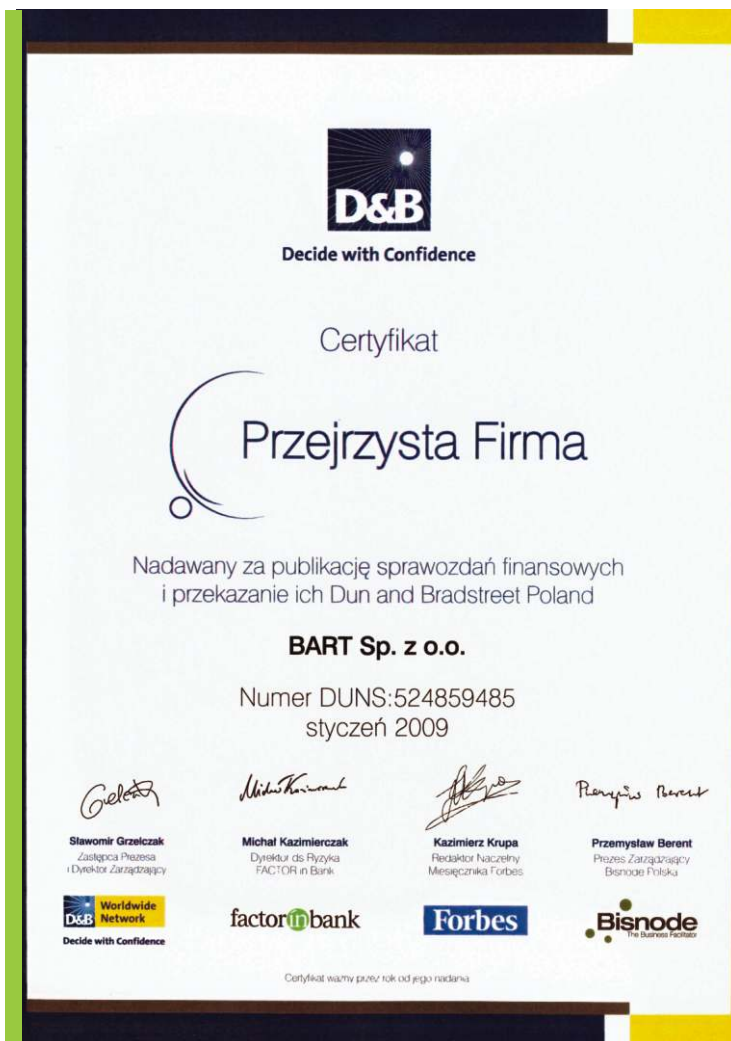 D&B
Decide with Confidence
Certyfikat
Przejrzysta Firma
Nadawany za publikację sprawozdań finansowych
i przekazanie ich Dun and Bradstreet Poland
BART Sp. z o.o.
Numer DUNS:524859485
styczeń 2009
Sławomir Grzelczak
Zastępca Prezesa
i Dyrektor Zarządzający
D&B Worldwide Network
Decide with Confidence
Michał Kazimierczak
Dyrektor ds Ryzyka
FACTOR in Bank
factorinbank
Kazimierz Krupa
Redaktor Naczelny
Miesięcznika Forbes
Forbes
Przemysław Berent
Prezes Zarządzający
Bisnode Polska
Bisnode
The Business Facilitator
Certyfikat ważny przez rok od jego nadania